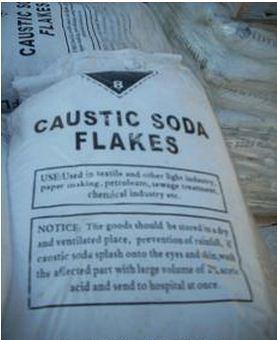 CAUSTIC
8
CAUSTIC SODA
FLAKES
USE:Used in textile and other light industry,
paper making, petroleum, sewage treatment,
chemical industry etc.
NOTICE: The goods should be stored in a dry
and ventilated place, prevention of rainfall, if
caustic soda splash onto the eyes and skin, wash
the affected part with large volume of 2% acetic
acid and send to hospital at once.